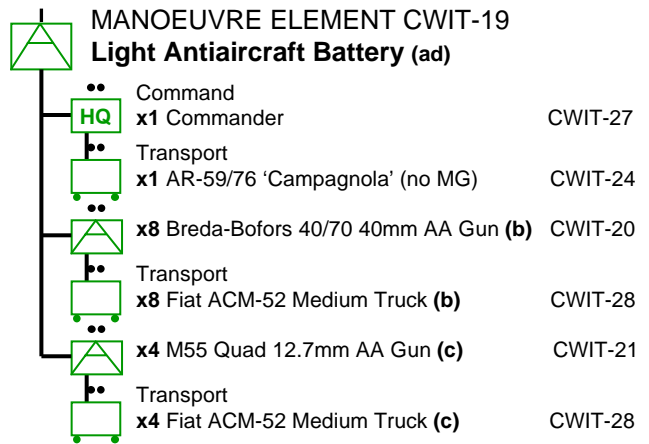 MANOEUVRE ELEMENT CWIT-19
Light Antiaircraft Battery (ad)
Command
HQ x1 Commander CWIT-27
Transport
x1 AR-59/76 ‘Campagnola’ (no MG) CWIT-24
x8 Breda-Bofors 40/70 40mm AA Gun (b) CWIT-20
Transport
x8 Fiat ACM-52 Medium Truck (b) CWIT-28
x4 M55 Quad 12.7mm AA Gun (c) CWIT-21
Transport
x4 Fiat ACM-52 Medium Truck (c) CWIT-28